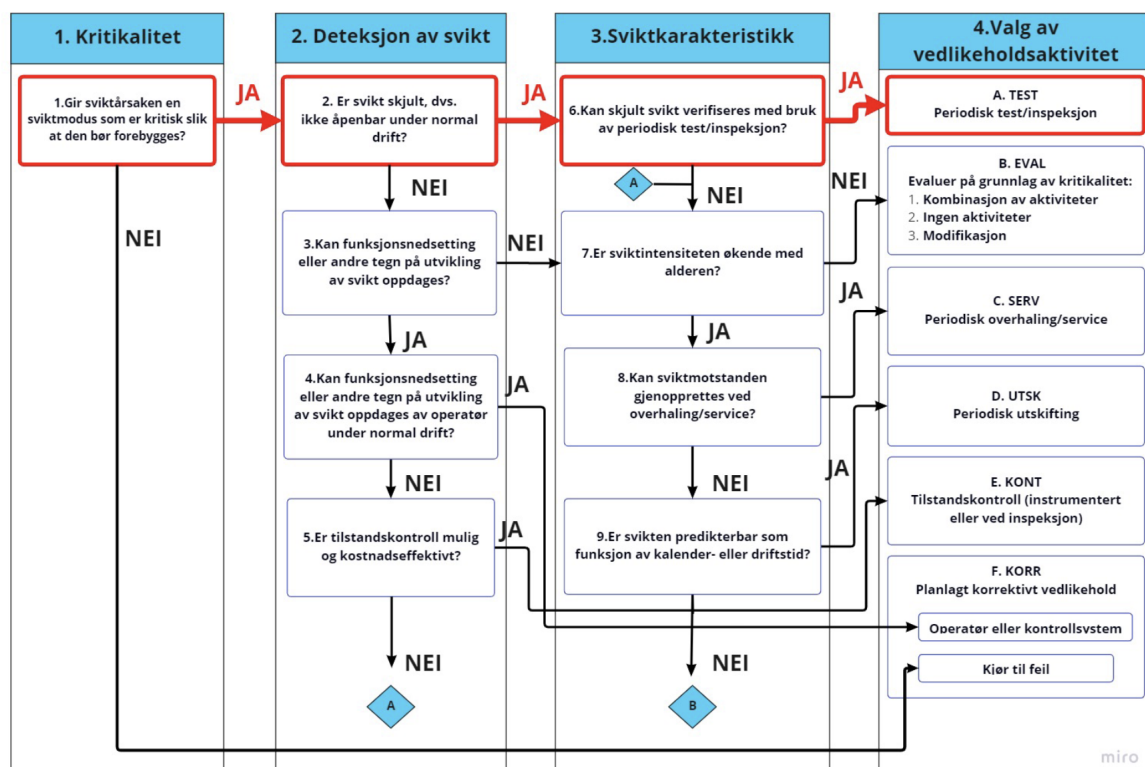 1. Kritikalitet
1.Gir sviktårsaken en
sviktmodus som er kritisk slik
at den bør forebygges?
JA
NEI
2. Deteksjon av svikt
2. Er svikt skjult, dvs.
ikke åpenbar under normal
drift?
JA
NEI
3.Kan funksjonsnedsetting
eller andre tegn på utvikling
av svikt oppdages?
NEI
JA
4.Kan funksjonsnedsetting
eller andre tegn på utvikling
av svikt oppdages av operatør
under normal drift?
JA
NEI
5.Er tilstandskontroll mulig
og kostnadseffektivt?
JA
NEI
A
3.Sviktkarakteristikk
6.Kan skjult svikt verifiseres med bruk
av periodisk test/inspeksjon?
JA
A
NEI
7.Er sviktintensiteten økende med
alderen?
NEI
JA
8.Kan sviktmotstanden
gjenopprettes ved
overhaling/service?
JA
NEI
9.Er svikten predikterbar som
funksjon av kalender- eller driftstid?
JA
NEI
B
4.Valg av
vedlikeholdsaktivitet
A. TEST
Periodisk test/inspeksjon
B. EVAL
Evaluer på grunnlag av kritikalitet:
1. Kombinasjon av aktiviteter
2. Ingen aktiviteter
3. Modifikasjon
C. SERV
Periodisk overhaling/service
D. UTSK
Periodisk utskifting
E. KONT
Tilstandskontroll (instrumentert
eller ved inspeksjon)
F. KORR
Planlagt korrektivt vedlikehold
Operatør eller kontrollsystem
Kjør til feil
miro